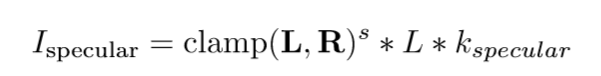 I_specular = clamp(L, R)^s * L * k_specular